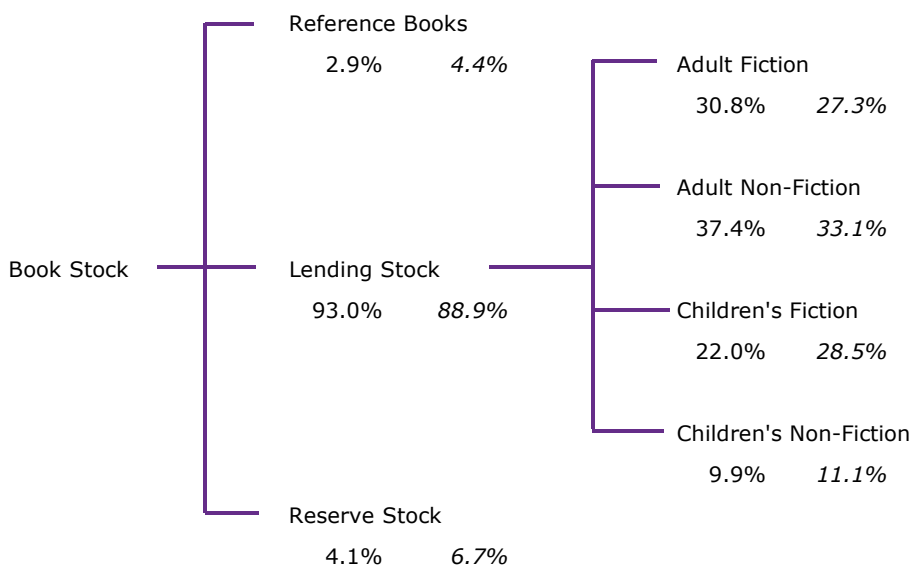 Reference Books
2.9% 4.4%
Adult Fiction
30.8% 27.3%
Adult Non-Fiction
37.4% 33.1%
Book Stock
Lending Stock
93.0% 88.9%
Children's Fiction
22.0% 28.5%
Children's Non-Fiction
9.9% 11.1%
Reserve Stock
4.1% 6.7%